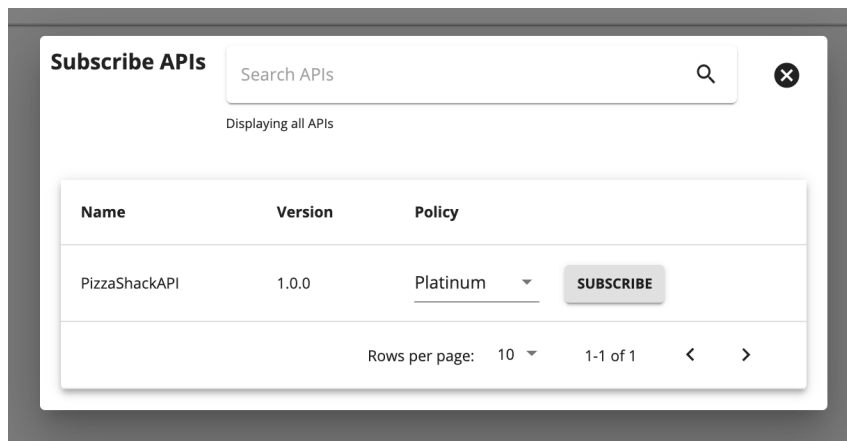 Subscribe APIs
Search APIs
Displaying all APIs
Name Version Policy
PizzaShackAPI 1.0.0 Platinum SUBSCRIBE
Rows per page: 10 1-1 of 1